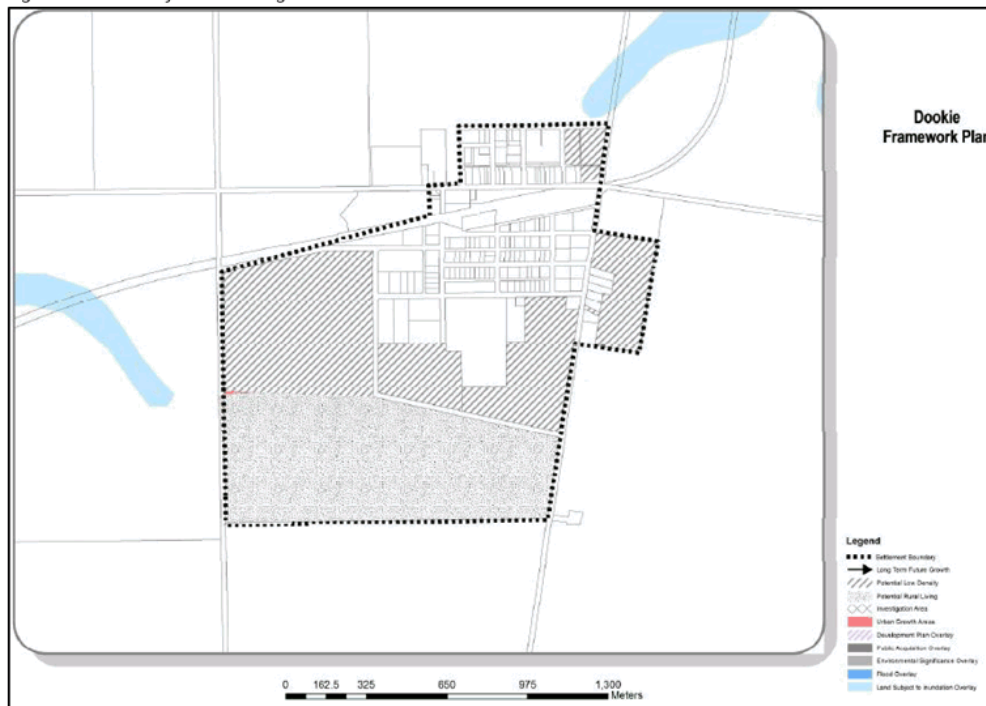 Dookie
Framework Plan
Legend
Settlement Boundary
Long Term Future Growth
Potential Low Density
Potential Rural Living
Investigation Area
Urban Growth Areas
Development Plan Overlay
Public Acquisition Overlay
Environmental Significance Overlay
Flood Overlay
Land Subject to Inundation Overlay
0 162.5 325 650 975 1,300
Meters